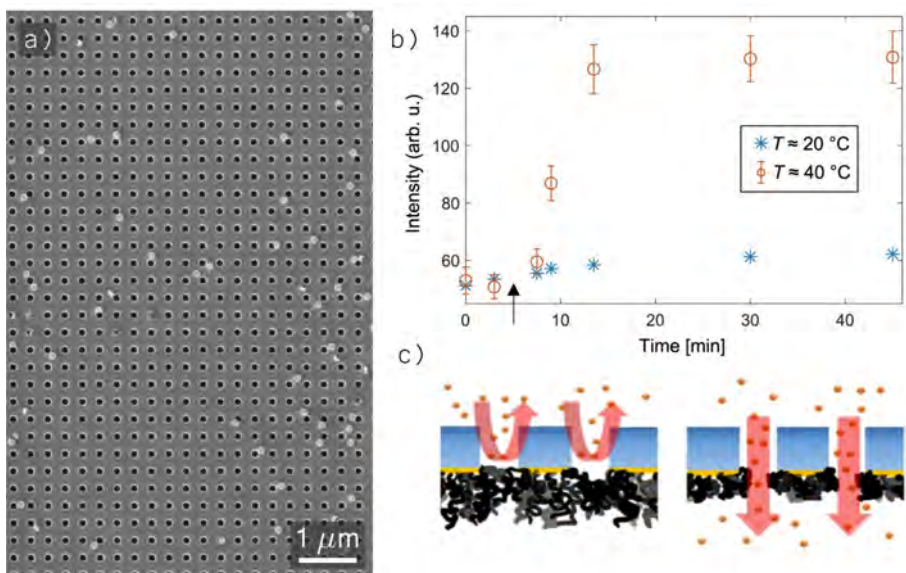 a)
1 μm
b)
140
120
100
80
60
Intensity (arb. u.)
T ≈ 20 °C
T ≈ 40 °C
0
10
20
30
40
Time [min]
c)